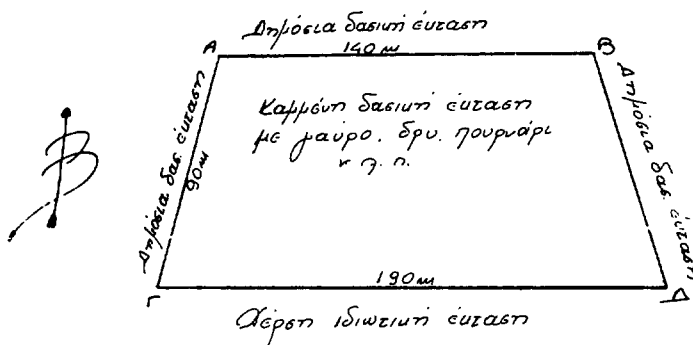 Δημόσια δασική έκταση
Α
140 m
Β
Καμμένη δασική έκταση
με γαύρο, δρυ, πουρνάρι
κ.λ.π.
Δημόσια δασ. έκταση
90 m
Δημόσια δασ. έκταση
Β
190 m
Γ
Δ
Χέρση ιδιωτική έκταση